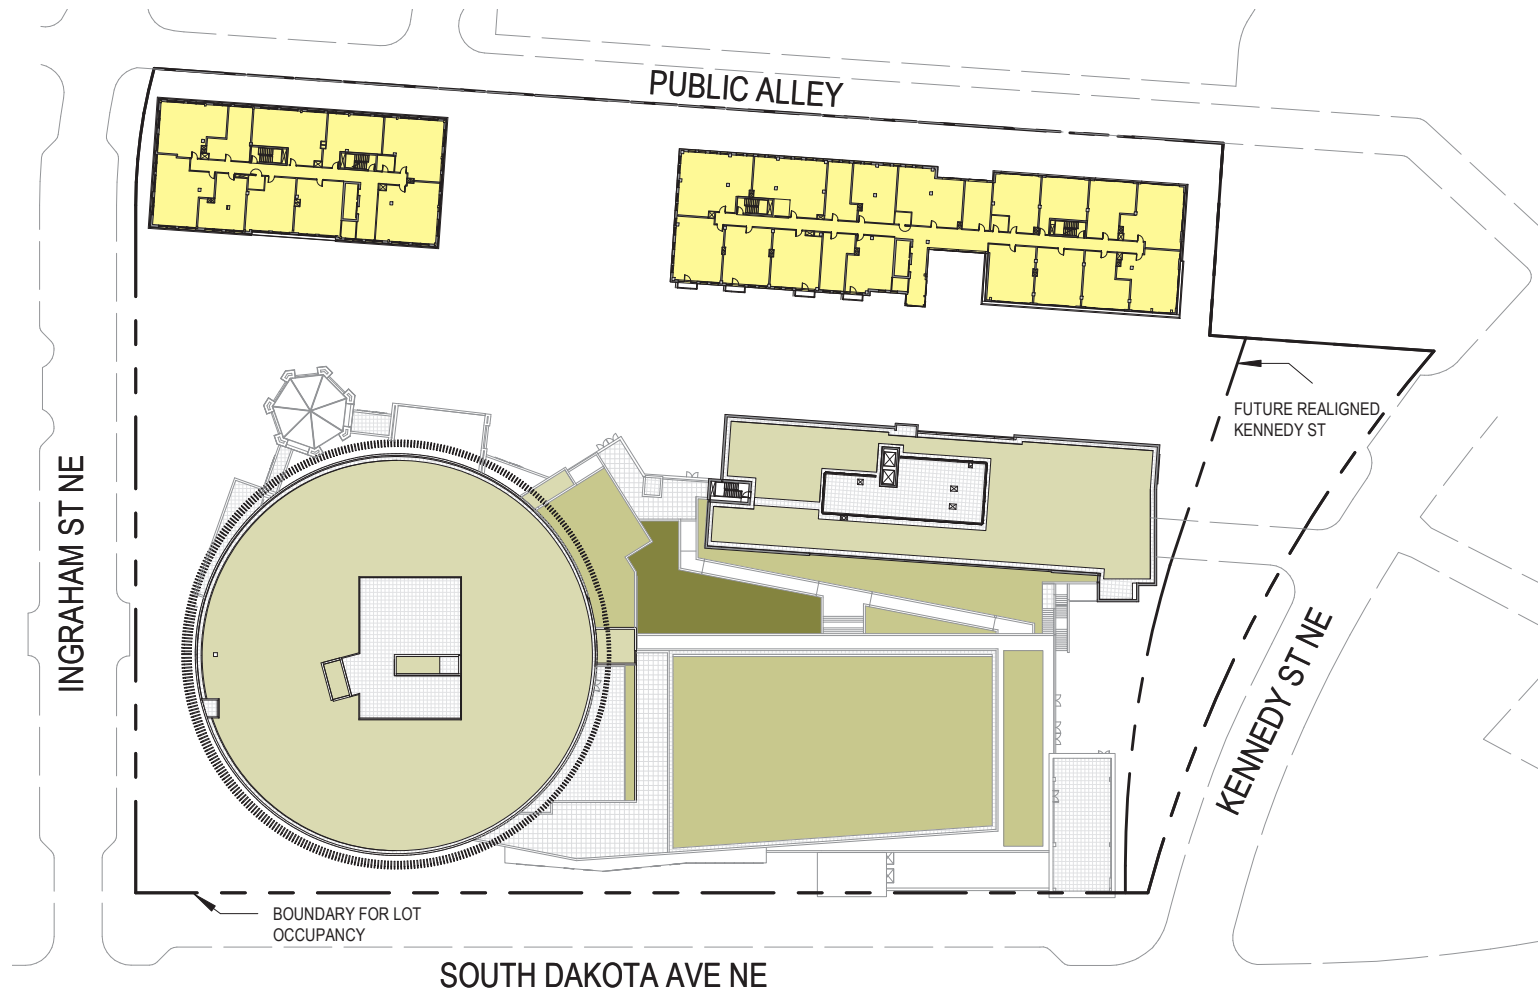 PUBLIC ALLEY
FUTURE REALIGNED
KENNEDY ST
INGRAHAM ST NE
KENNEDY ST NE
BOUNDARY FOR LOT
OCCUPANCY
SOUTH DAKOTA AVE NE